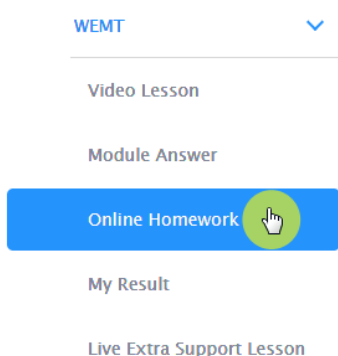 WEMT
Video Lesson
Module Answer
Online Homework
My Result
Live Extra Support Lesson